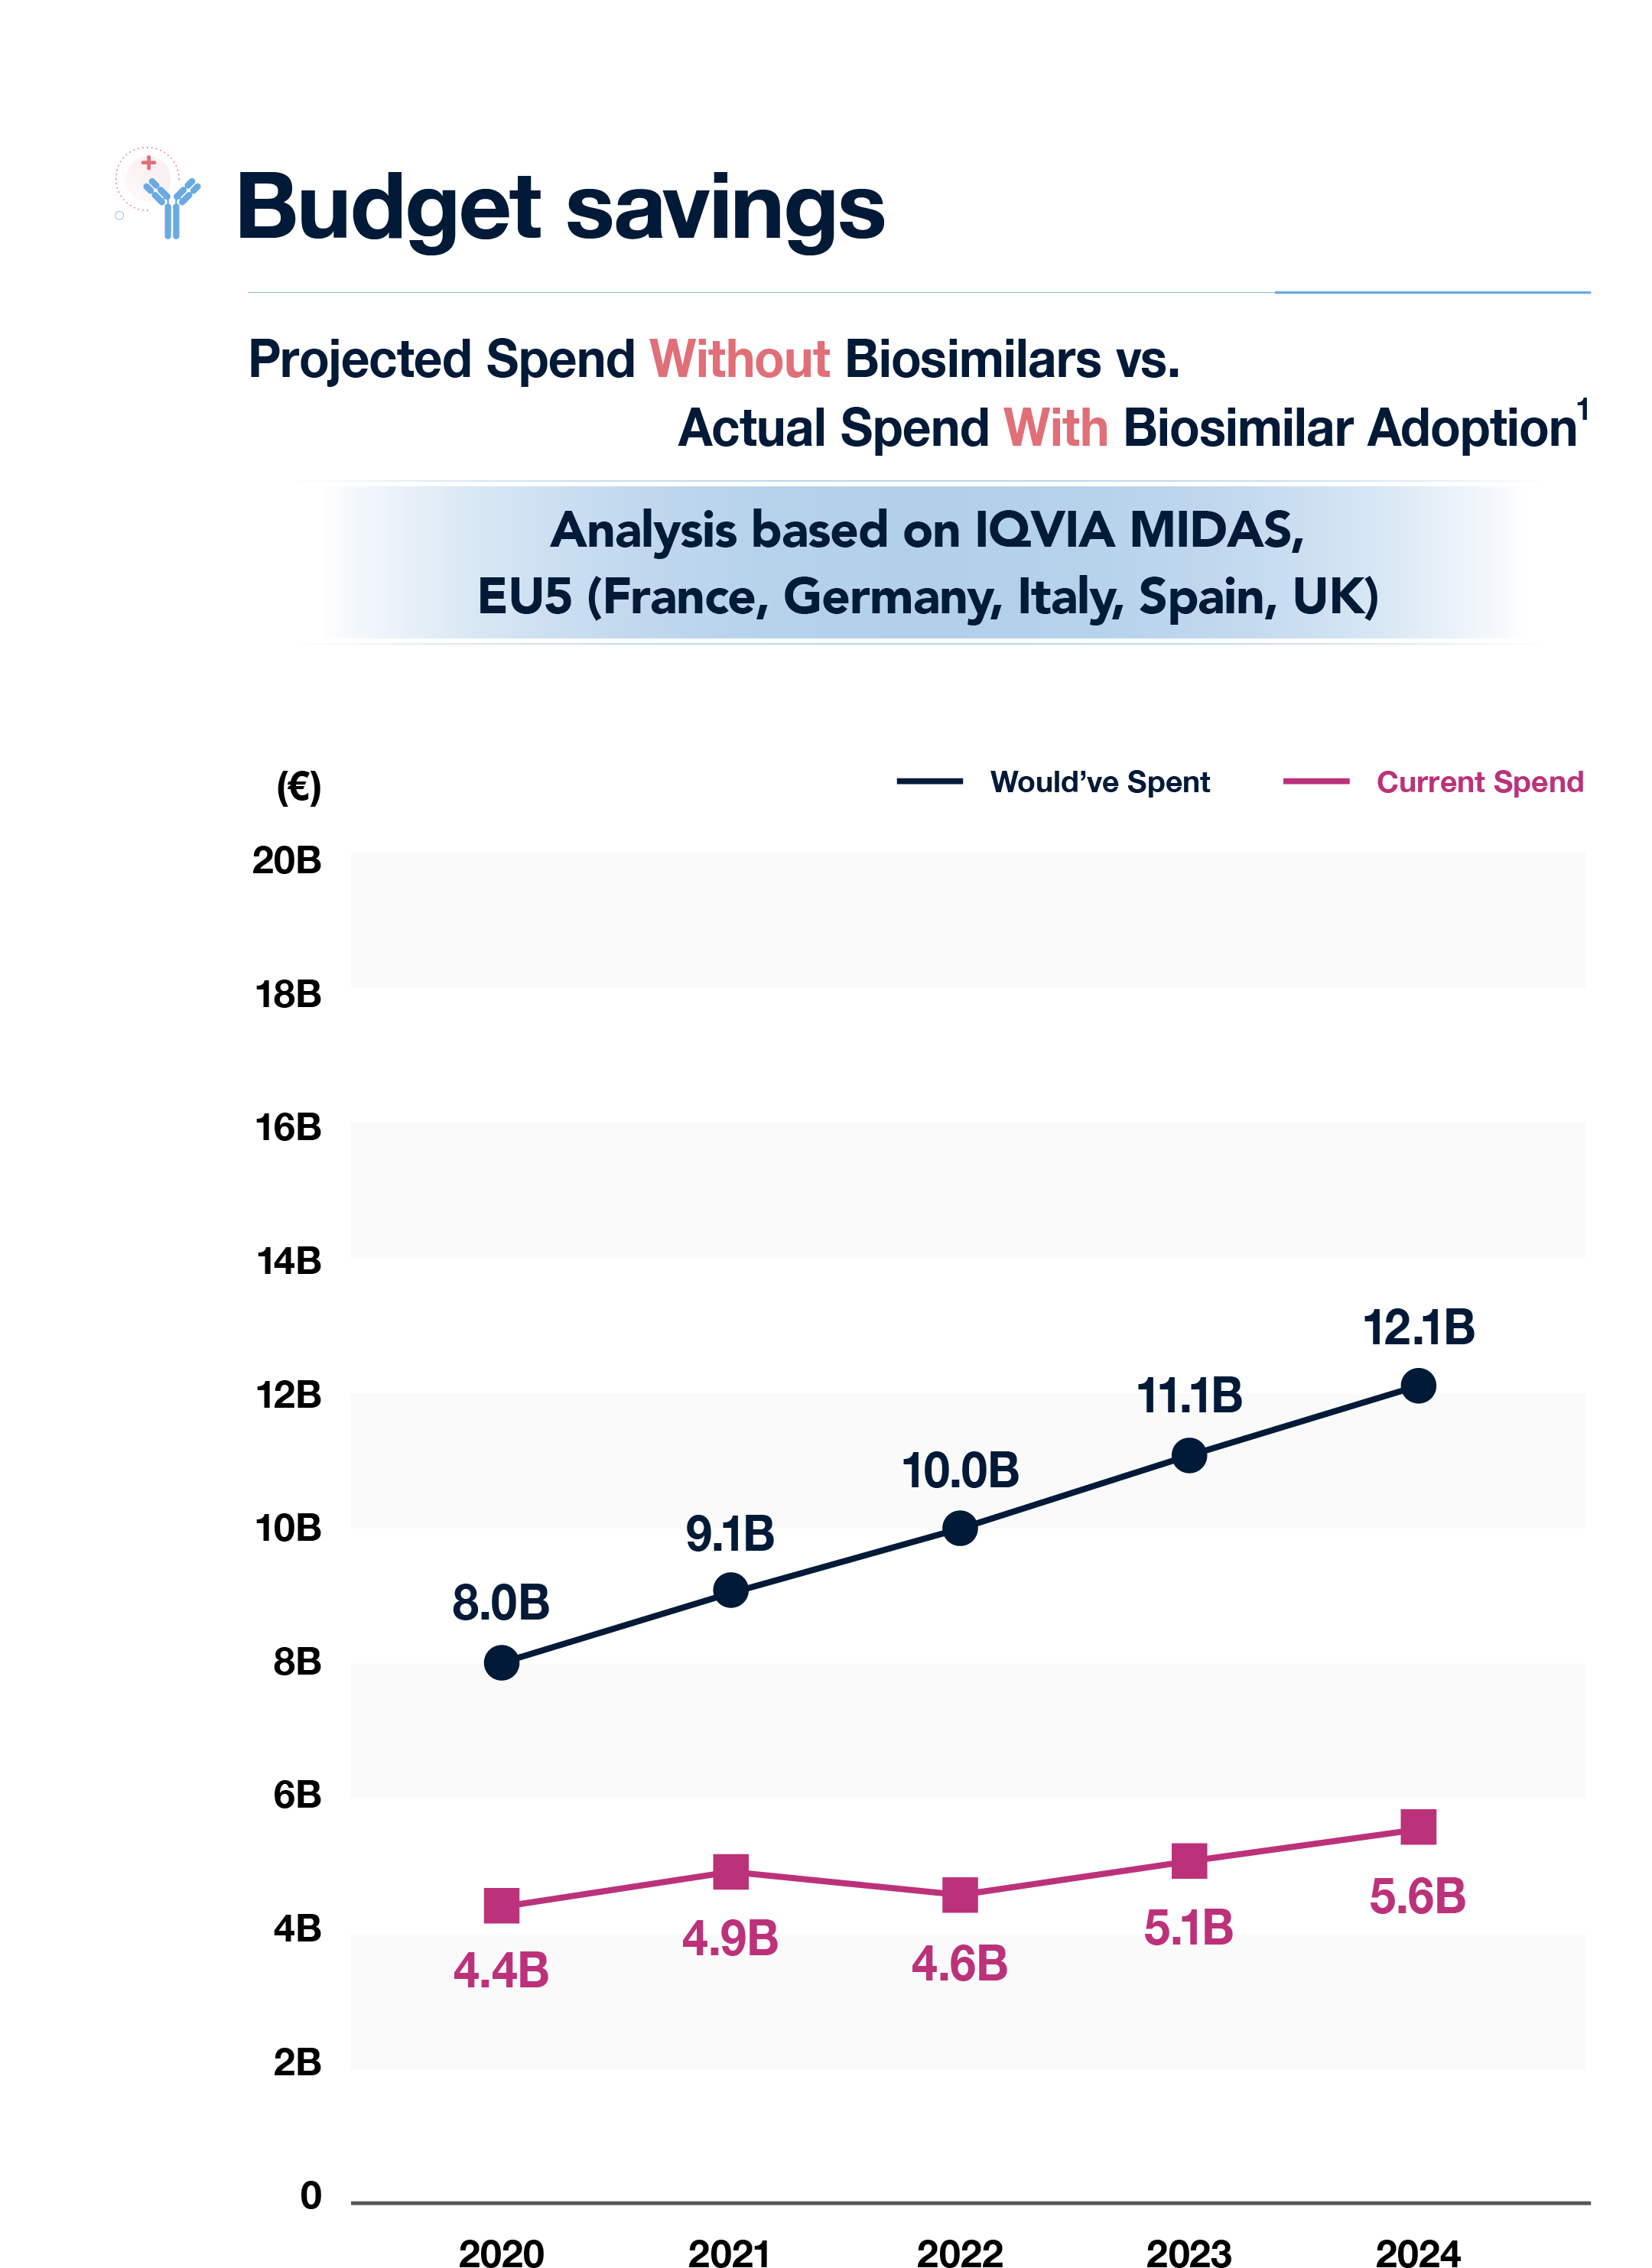 Budget savings
Projected Spend Without Biosimilars vs.
Actual Spend With Biosimilar Adoption¹
Analysis based on IQVIA MIDAS,
EU5 (France, Germany, Italy, Spain, UK)
(€)
Would’ve Spent
Current Spend
20B
18B
16B
14B
12B
10B
8B
6B
4B
2B
0
8.0B
9.1B
10.0B
11.1B
12.1B
4.4B
4.9B
4.6B
5.1B
5.6B
2020
2021
2022
2023
2024